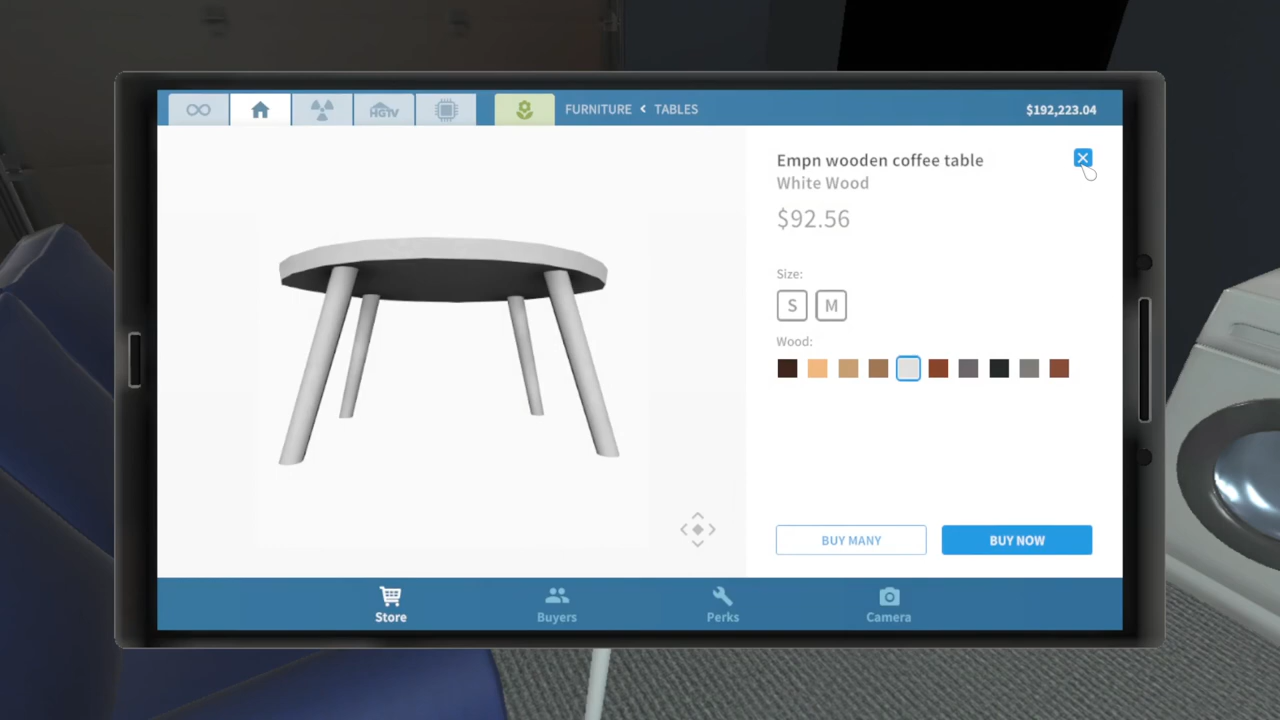 HGTV
FURNITURE < TABLES
$192,223.04
Empn wooden coffee table
White Wood
$92.56
Size:
S M
Wood:
BUY MANY
BUY NOW
Store
Buyers
Perks
Camera